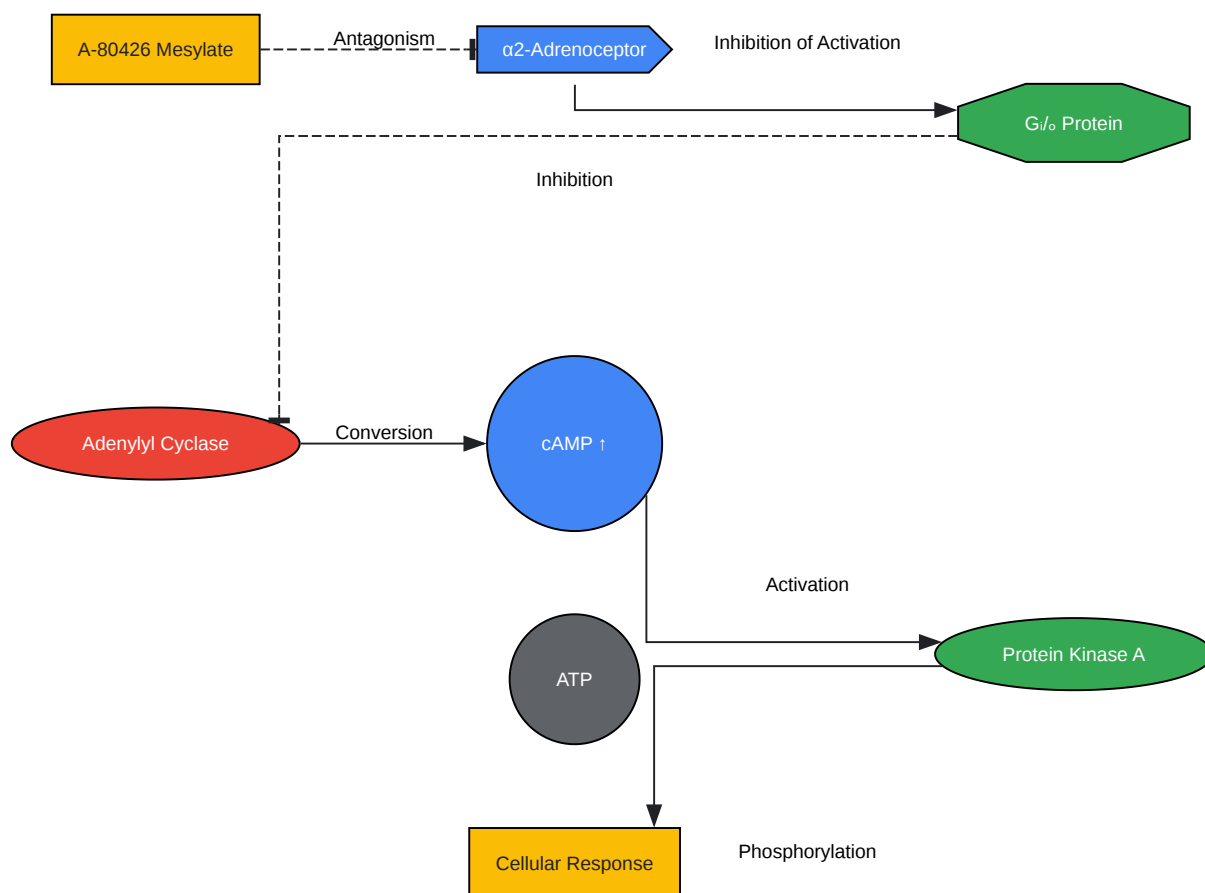 A-80426 Mesylate
Antagonism
α2-Adrenoceptor
Inhibition of Activation
Gᵢ/ₒ Protein
Inhibition
Adenylyl Cyclase
Conversion
cAMP ↑
Activation
Protein Kinase A
ATP
Cellular Response
Phosphorylation